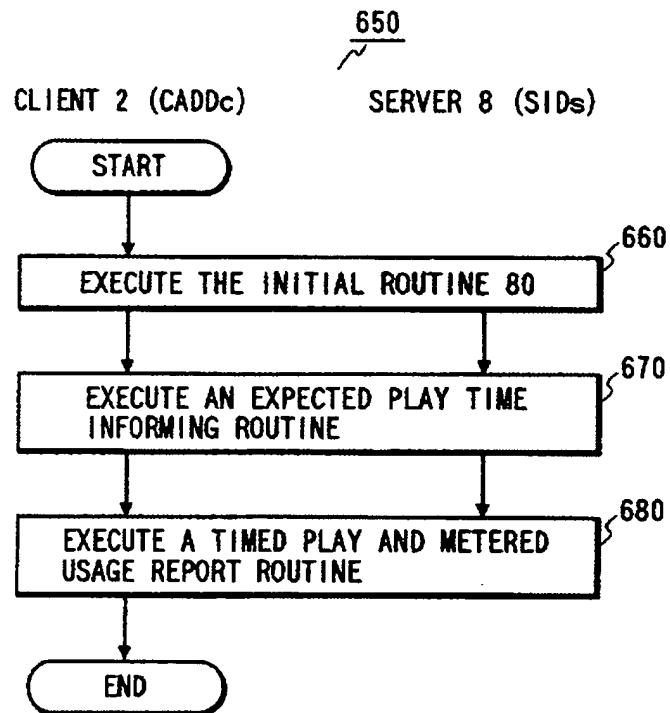 650
CLIENT 2 (CADDc)
SERVER 8 (SIDs)
START
660
EXECUTE THE INITIAL ROUTINE 80
670
EXECUTE AN EXPECTED PLAY TIME
INFORMING ROUTINE
680
EXECUTE A TIMED PLAY AND METERED
USAGE REPORT ROUTINE
END